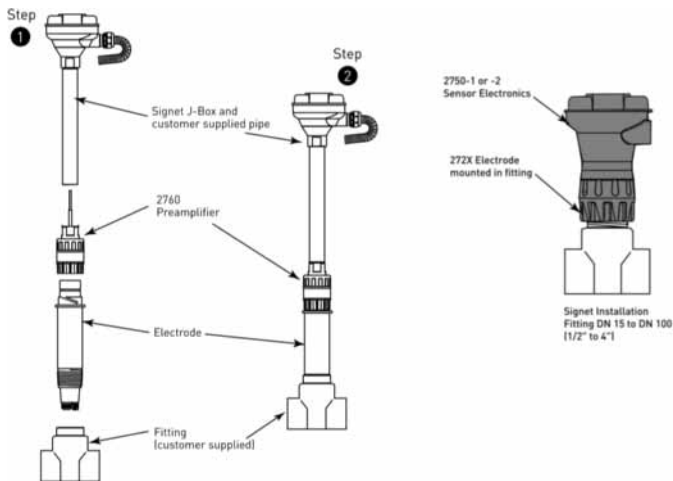 Step
1
Signet J-Box and
customer supplied pipe
2760
Preamplifier
Electrode
Fitting
(customer supplied)
Step
2
2750-1 or -2
Sensor Electronics
272X Electrode
mounted in fitting
Signet Installation
Fitting DN 15 to DN 100
(1/2" to 4")